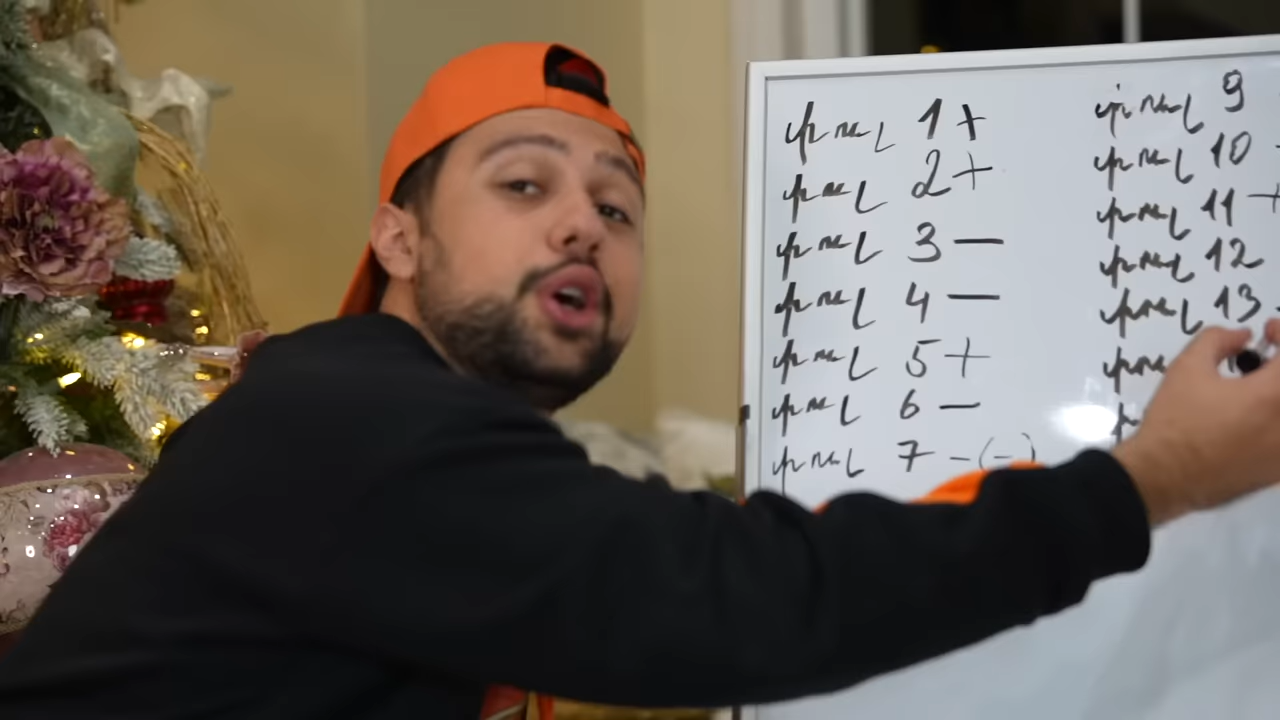 փուլ 1 +
փուլ 2 +
փուլ 3 —
փուլ 4 —
փուլ 5 +
փուլ 6 —
փուլ 7 - (-)
փուլ 9
փուլ 10
փուլ 11 +
փուլ 12
փուլ 13